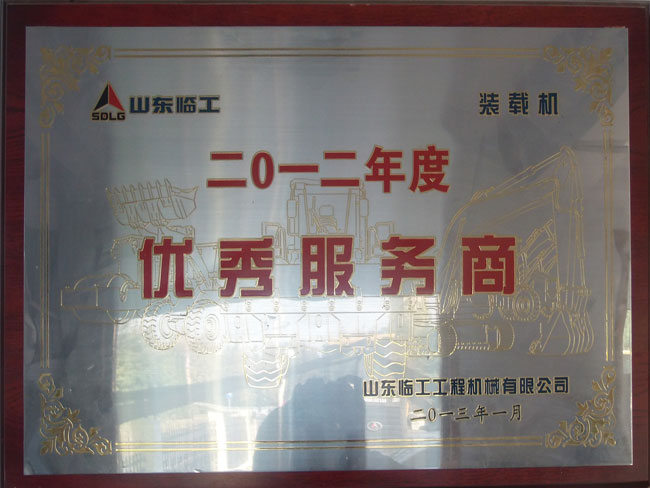 SDLG 山东临工 装载机
二0一二年度
优秀服务商
山东临工工程机械有限公司
二0一三年一月